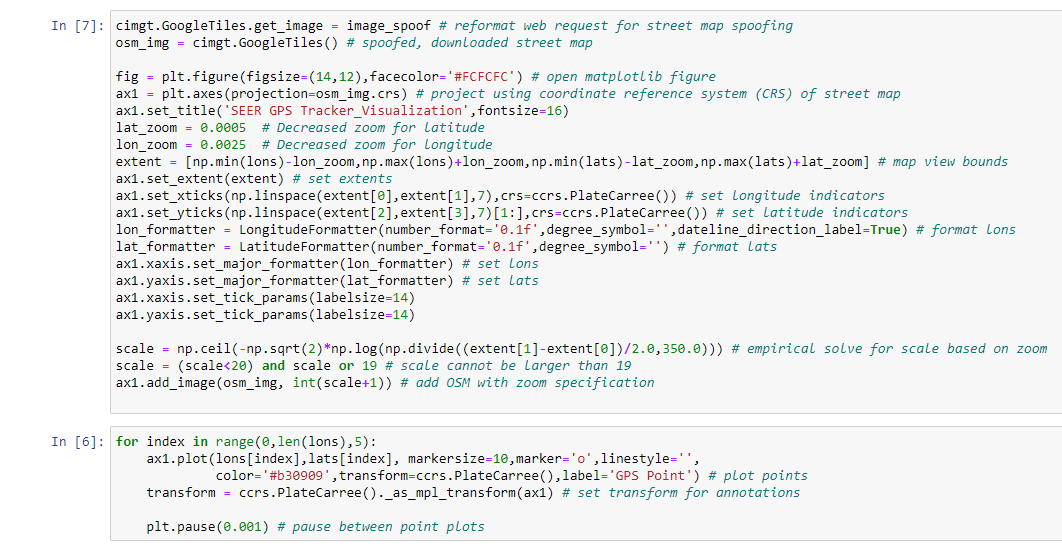 In [7]: cimgt.GoogleTiles.get_image = image_spoof # reformat web request for street map spoofing
osm_img = cimgt.GoogleTiles() # spoofed, downloaded street map

fig = plt.figure(figsize=(14,12),facecolor='#FCFCFC') # open matplotlib figure
ax1 = plt.axes(projection=osm_img.crs) # project using coordinate reference system (CRS) of street map
ax1.set_title('SEER GPS Tracker_Visualization',fontsize=16)
lat_zoom = 0.0005  # Decreased zoom for latitude
lon_zoom = 0.0025  # Decreased zoom for longitude
extent = [np.min(lons)-lon_zoom,np.max(lons)+lon_zoom,np.min(lats)-lat_zoom,np.max(lats)+lat_zoom] # map view bounds
ax1.set_extent(extent) # set extents
ax1.set_xticks(np.linspace(extent[0],extent[1],7),crs=ccrs.PlateCarree()) # set longitude indicators
ax1.set_yticks(np.linspace(extent[2],extent[3],7)[1:],crs=ccrs.PlateCarree()) # set latitude indicators
lon_formatter = LongitudeFormatter(number_format='0.1f',degree_symbol='',dateline_direction_label=True) # format lons
lat_formatter = LatitudeFormatter(number_format='0.1f',degree_symbol='') # format lats
ax1.xaxis.set_major_formatter(lon_formatter) # set lons
ax1.yaxis.set_major_formatter(lat_formatter) # set lats
ax1.xaxis.set_tick_params(labelsize=14)
ax1.yaxis.set_tick_params(labelsize=14)

scale = np.ceil(-np.sqrt(2)*np.log(np.divide((extent[1]-extent[0])/2.0,350.0))) # empirical solve for scale based on zoom
scale = (scale<20) and scale or 19 # scale cannot be larger than 19
ax1.add_image(osm_img, int(scale+1)) # add OSM with zoom specification

In [6]: for index in range(0,len(lons),5):
    ax1.plot(lons[index],lats[index], markersize=10,marker='o',linestyle='',
             color='#b30909',transform=ccrs.PlateCarree(),label='GPS Point') # plot points
    transform = ccrs.PlateCarree()._as_mpl_transform(ax1) # set transform for annotations

    plt.pause(0.001) # pause between point plots